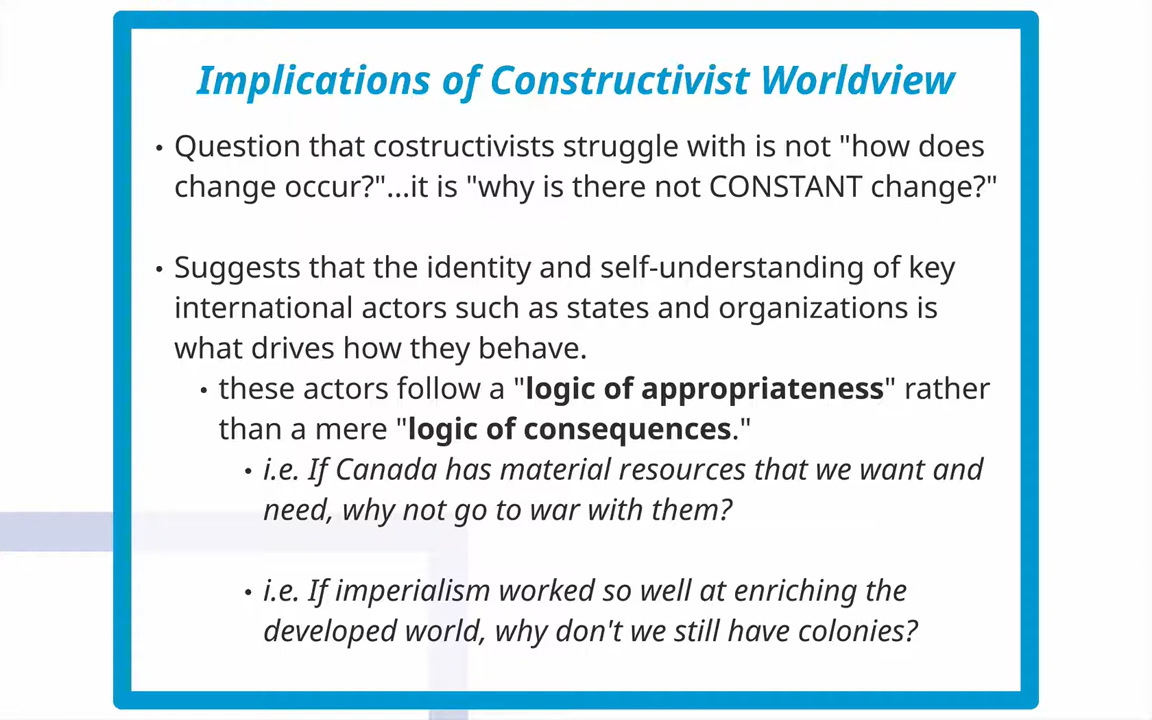 Implications of Constructivist Worldview
• Question that costructivists struggle with is not "how does
change occur?"...it is "why is there not CONSTANT change?"
• Suggests that the identity and self-understanding of key
international actors such as states and organizations is
what drives how they behave.
• these actors follow a "logic of appropriateness" rather
than a mere "logic of consequences."
• i.e. If Canada has material resources that we want and
need, why not go to war with them?
• i.e. If imperialism worked so well at enriching the
developed world, why don't we still have colonies?